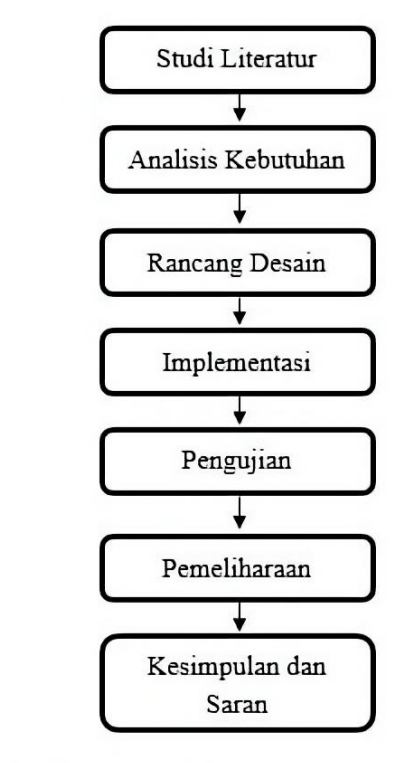 Studi Literatur
Analisis Kebutuhan
Rancang Desain
Implementasi
Pengujian
Pemeliharaan
Kesimpulan dan
Saran